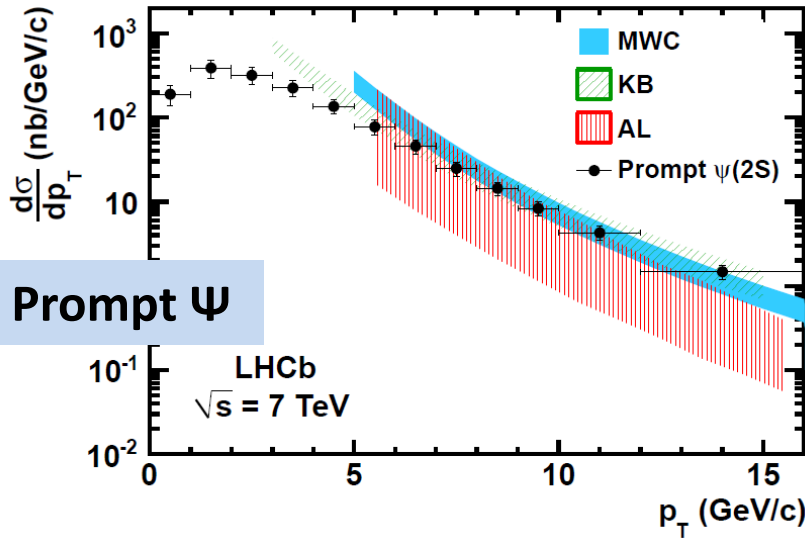 dσ/dp_T (nb/GeV/c)
10³
10²
10
10⁻¹
10⁻²
MWC
KB
AL
Prompt ψ(2S)
Prompt Ψ
LHCb
√s = 7 TeV
0 5 10 15
p_T (GeV/c)